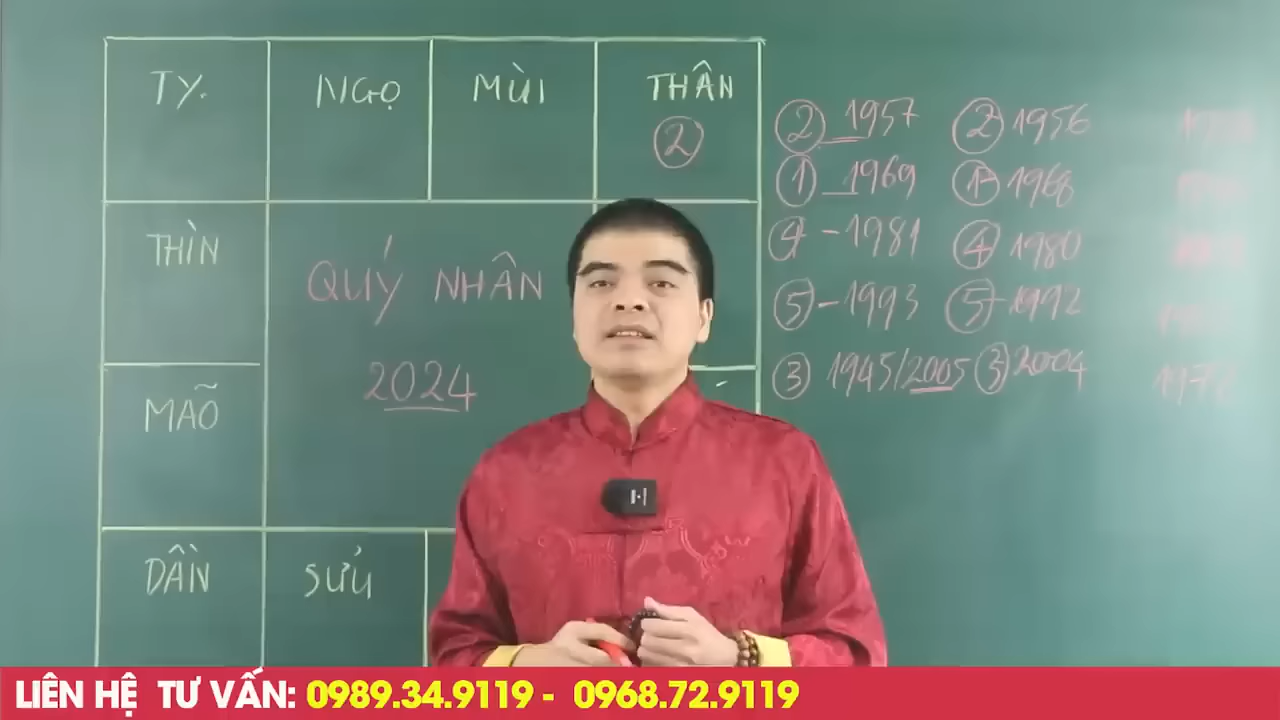 TY. NGỌ MÙI THÂN
②
② 1957 ② 1956
① 1969 ① 1968
THÌN
④ - 1981 ④ 1980
QUÝ NHÂN
⑤ - 1993 ⑤ - 1992
2024
③ 1945/2005 ③ 2004
MÃO
DẦN SỬU
LIÊN HỆ TƯ VẤN: 0989.34.9119 - 0968.72.9119